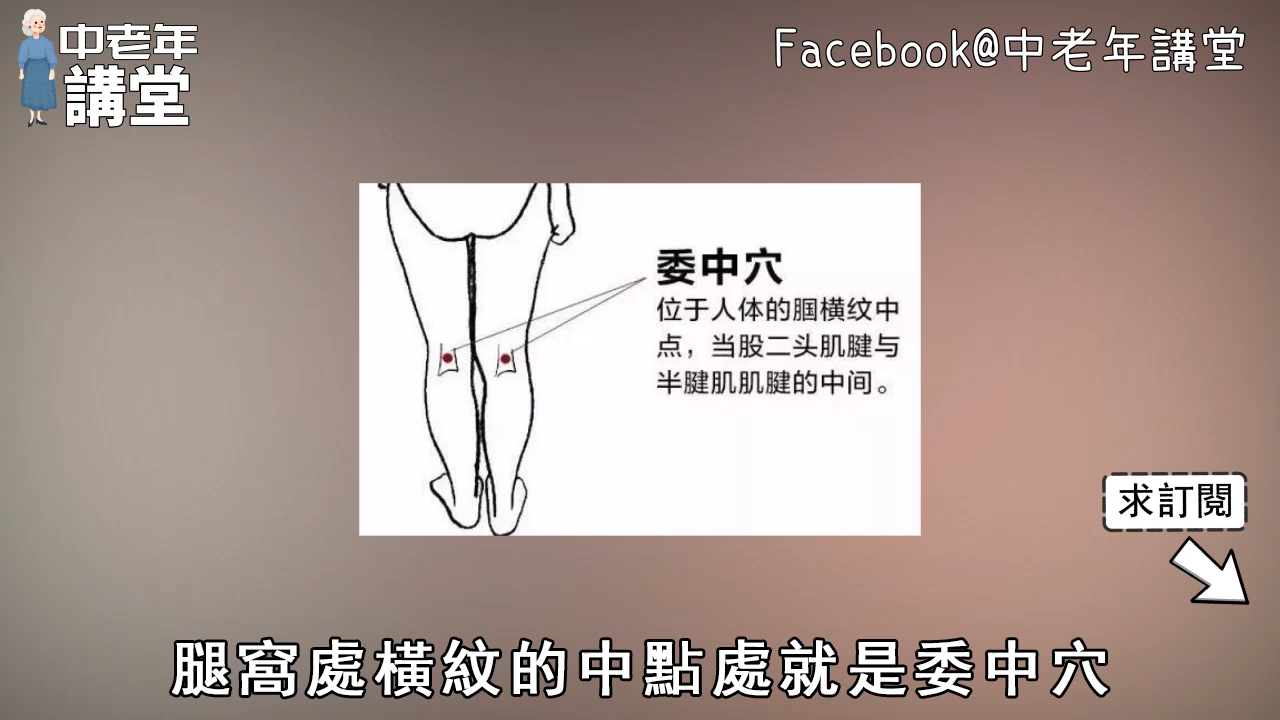 中老年
講堂
Facebook@中老年講堂
委中穴
位于人体的腘横纹中
点，当股二头肌腱与
半腱肌肌腱的中间。
求訂閱
腿窩處橫紋的中點處就是委中穴